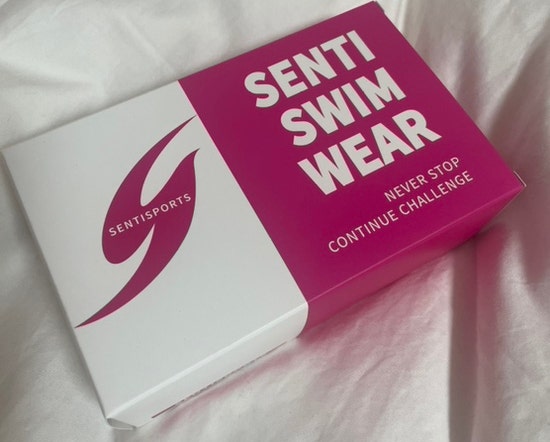 SENTISPORTS
SENTI
SWIM
WEAR
NEVER STOP
CONTINUE CHALLENGE